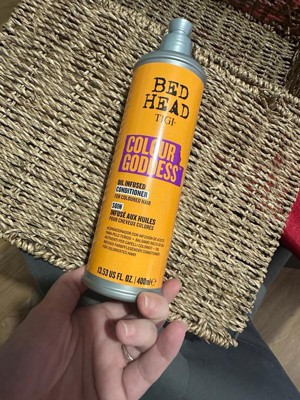 BED
HEAD
TIGI
COLOUR
GODDESS
OIL INFUSED
CONDITIONER
FOR COLOURED HAIR
SOIN
INFUSÉ AUX HUILES
POUR CHEVEUX COLORÉS
13.53 US FL. OZ. / 400ml e